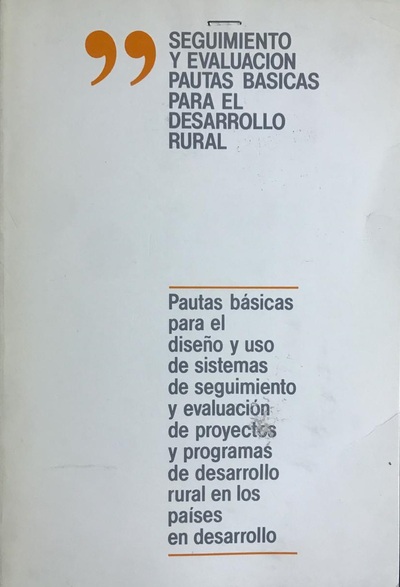 ”
SEGUIMIENTO
Y EVALUACION
PAUTAS BASICAS
PARA EL
DESARROLLO
RURAL
Pautas básicas
para el
diseño y uso
de sistemas
de seguimiento
y evaluación
de proyectos
y programas
de desarrollo
rural en los
países
en desarrollo